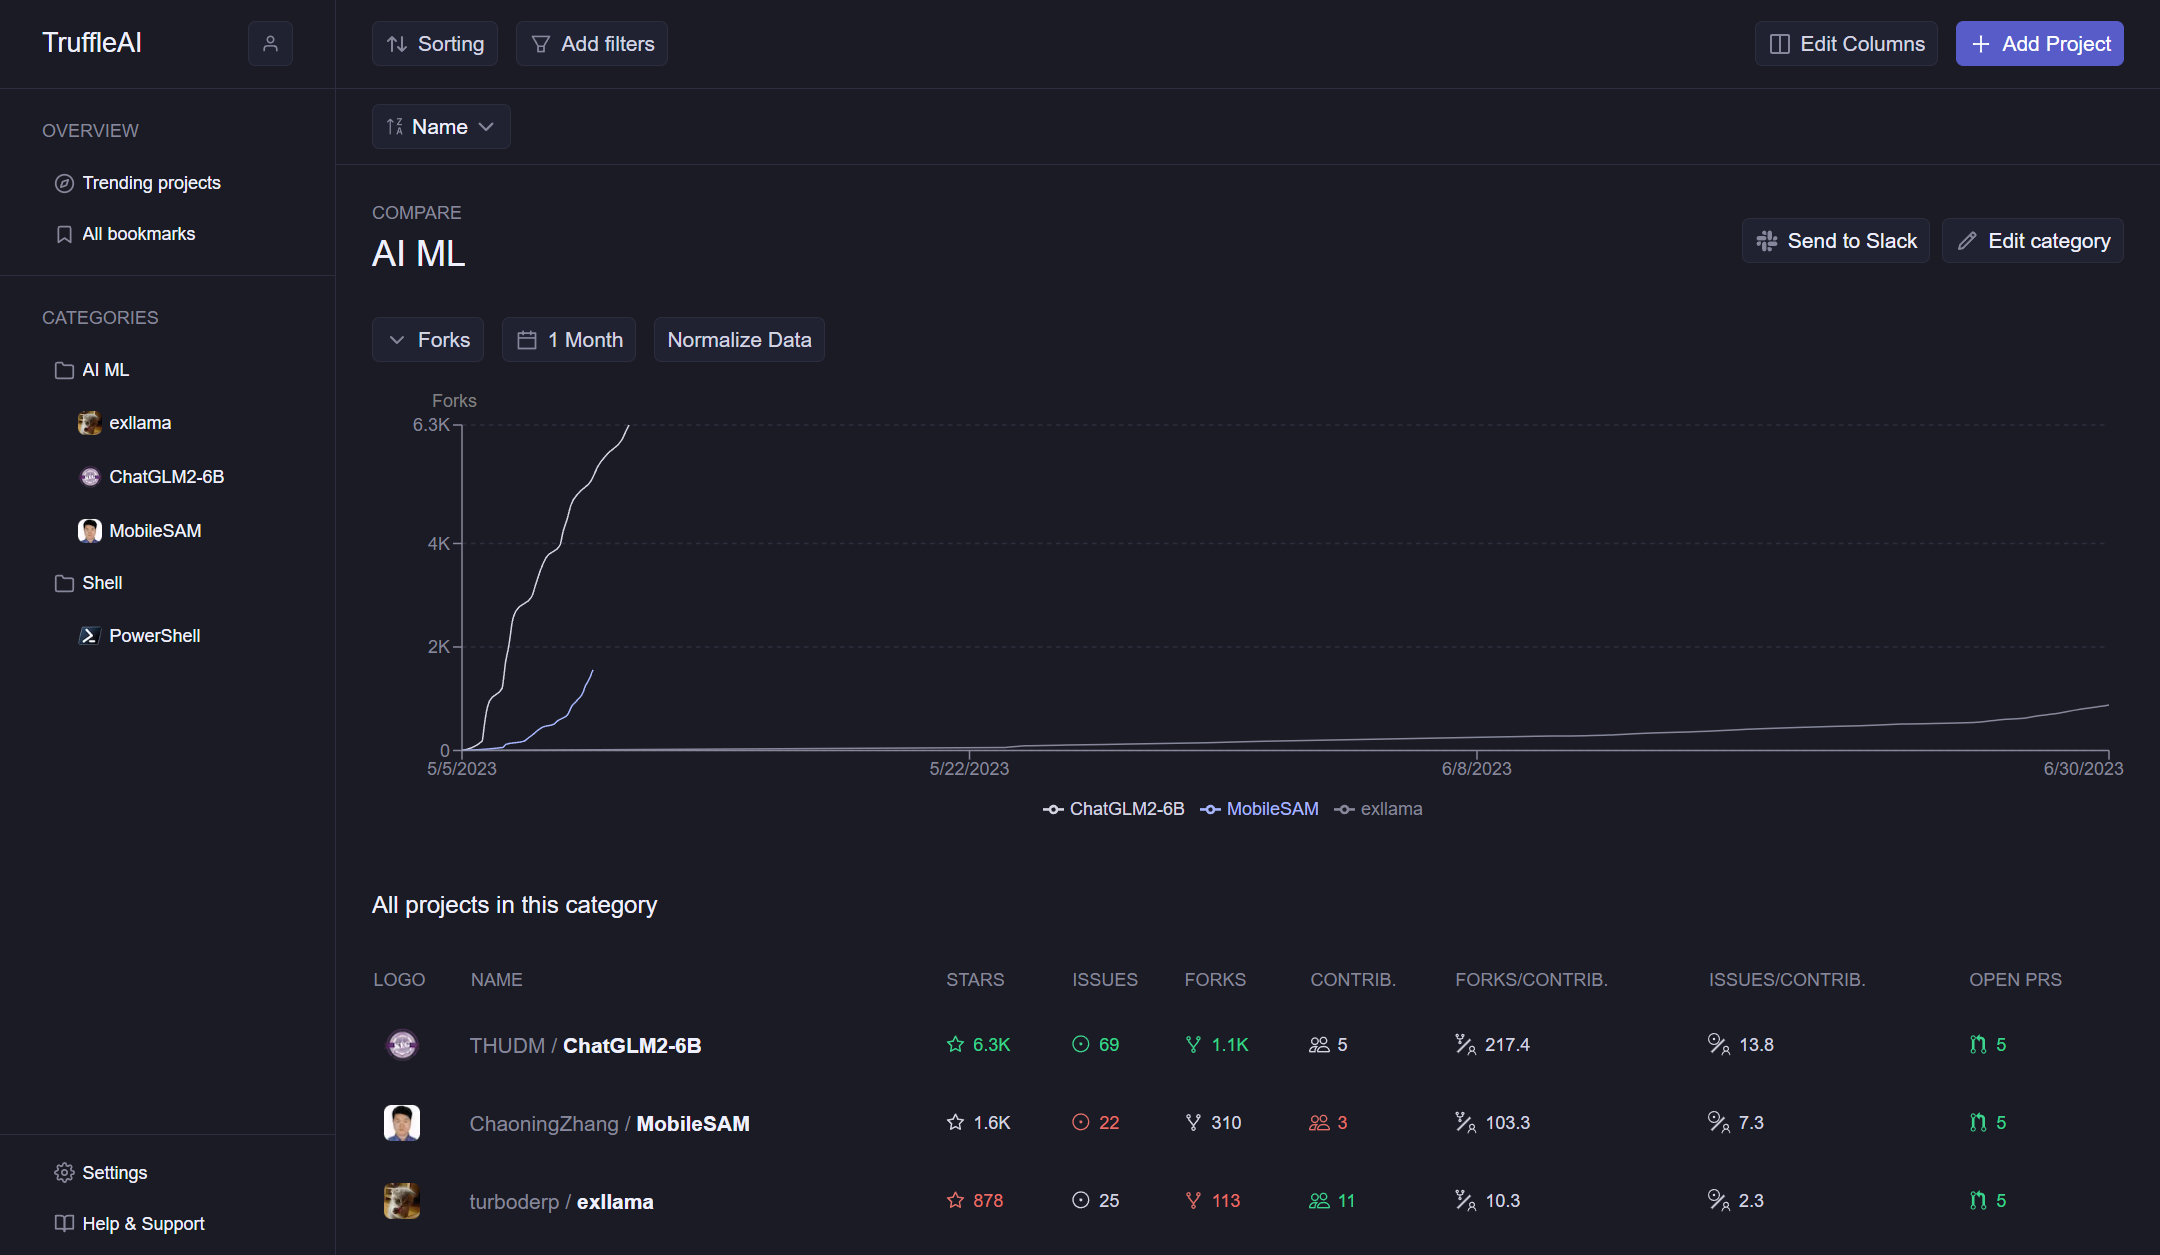 TruffleAI
Sorting
Add filters
Edit Columns
Add Project
OVERVIEW
Trending projects
All bookmarks
CATEGORIES
AI ML
exllama
ChatGLM2-6B
MobileSAM
Shell
PowerShell
Settings
Help & Support
Name
COMPARE
AI ML
Send to Slack
Edit category
Forks
1 Month
Normalize Data
Forks
6.3K
4K
2K
0
5/5/2023 5/22/2023 6/8/2023 6/30/2023
ChatGLM2-6B MobileSAM exllama
All projects in this category
LOGO NAME STARS ISSUES FORKS CONTRIB. FORKS/CONTRIB. ISSUES/CONTRIB. OPEN PRS
THUDM / ChatGLM2-6B 6.3K 69 1.1K 5 217.4 13.8 5
ChaoningZhang / MobileSAM 1.6K 22 310 3 103.3 7.3 5
turboderp / exllama 878 25 113 11 10.3 2.3 5